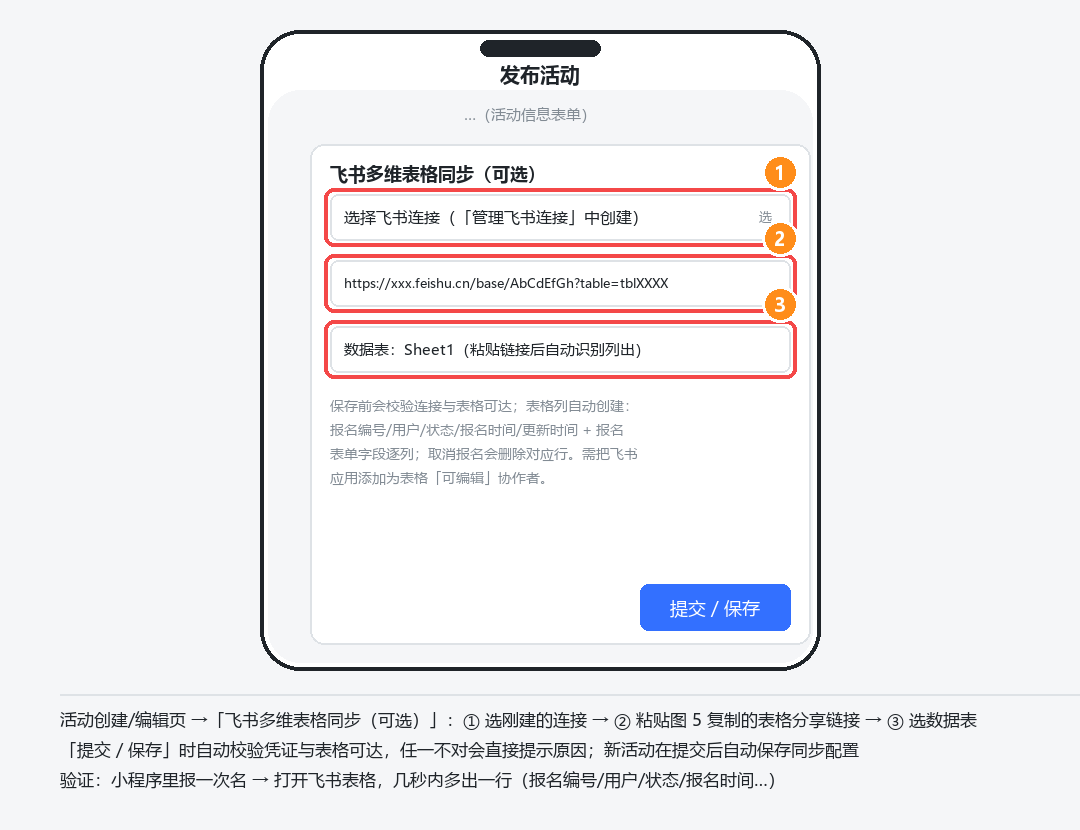 发布活动
...（活动信息表单）
飞书多维表格同步（可选）
1
选择飞书连接（「管理飞书连接」中创建）
选
2
https://xxx.feishu.cn/base/AbCdEfGh?table=tblXXXX
3
数据表：Sheet1（粘贴链接后自动识别列出）
保存前会校验连接与表格可达；表格列自动创建：
报名编号/用户/状态/报名时间/更新时间 + 报名
表单字段逐列；取消报名会删除对应行。需把飞书
应用添加为表格「可编辑」协作者。
提交 / 保存
活动创建/编辑页 →「飞书多维表格同步（可选）」：① 选刚建的连接 → ② 粘贴图 5 复制的表格分享链接 → ③ 选数据表
「提交 / 保存」时自动校验凭证与表格可达，任一不对会直接提示原因；新活动在提交后自动保存同步配置
验证：小程序里报一次名 → 打开飞书表格，几秒内多出一行（报名编号/用户/状态/报名时间...）